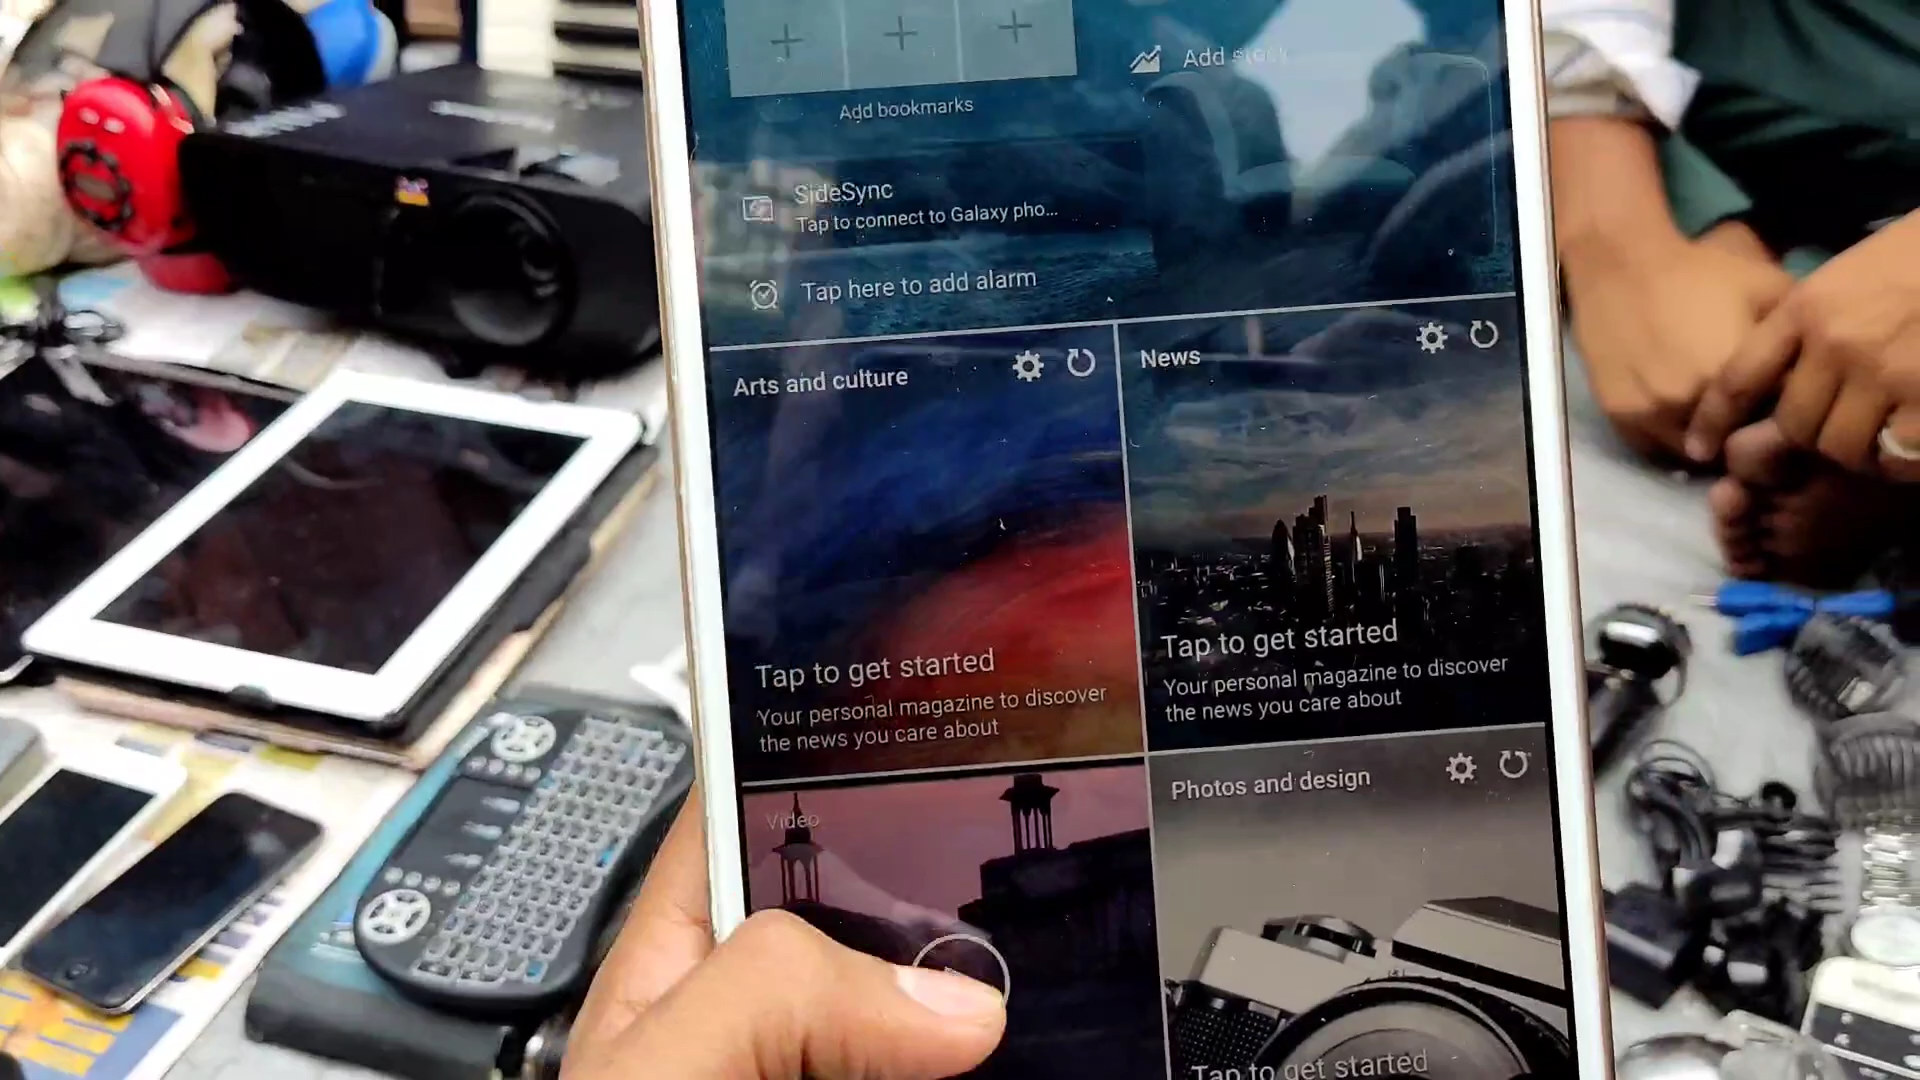 Add stock
Add bookmarks
SideSync
Tap to connect to Galaxy pho...
Tap here to add alarm
Arts and culture
News
Tap to get started
Your personal magazine to discover
the news you care about
Tap to get started
Your personal magazine to discover
the news you care about
Video
Photos and design
Tap to get started